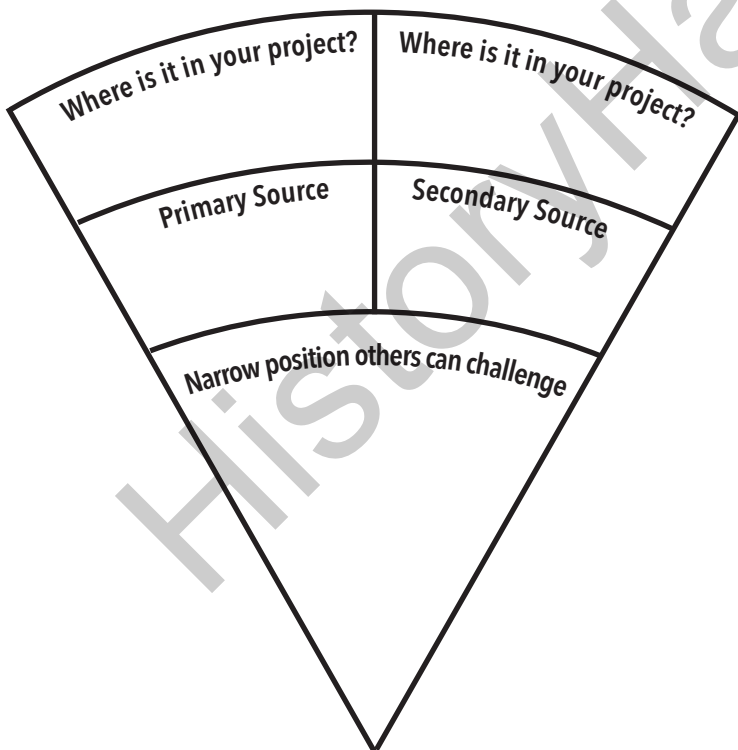 Where is it in your project?
Where is it in your project?
Primary Source
Secondary Source
Narrow position others can challenge
HistoryHa